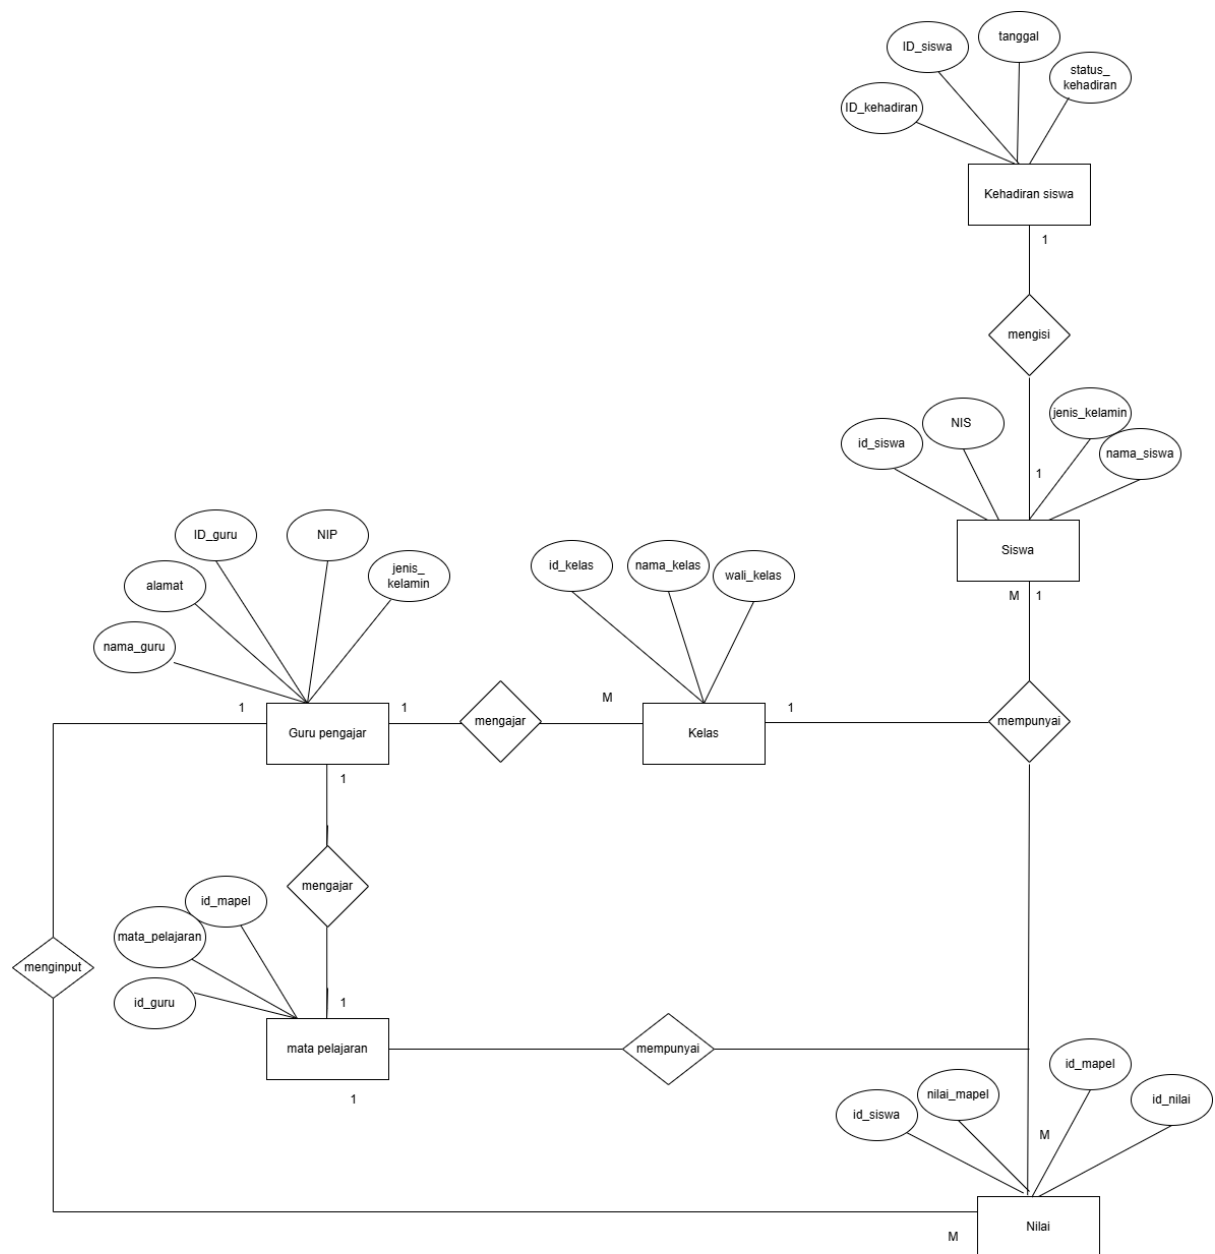 tanggal
ID_siswa
status_
kehadiran
ID_kehadiran
Kehadiran siswa
1
mengisi
jenis_kelamin
NIS
id_siswa
nama_siswa
1
Siswa
M
1
ID_guru
NIP
jenis_
kelamin
alamat
nama_guru
id_kelas
nama_kelas
wali_kelas
1
Guru pengajar
1
mengajar
M
Kelas
1
mempunyai
1
mengajar
id_mapel
mata_pelajaran
id_guru
menginput
1
mata pelajaran
1
mempunyai
id_mapel
nilai_mapel
id_siswa
id_nilai
M
Nilai
M